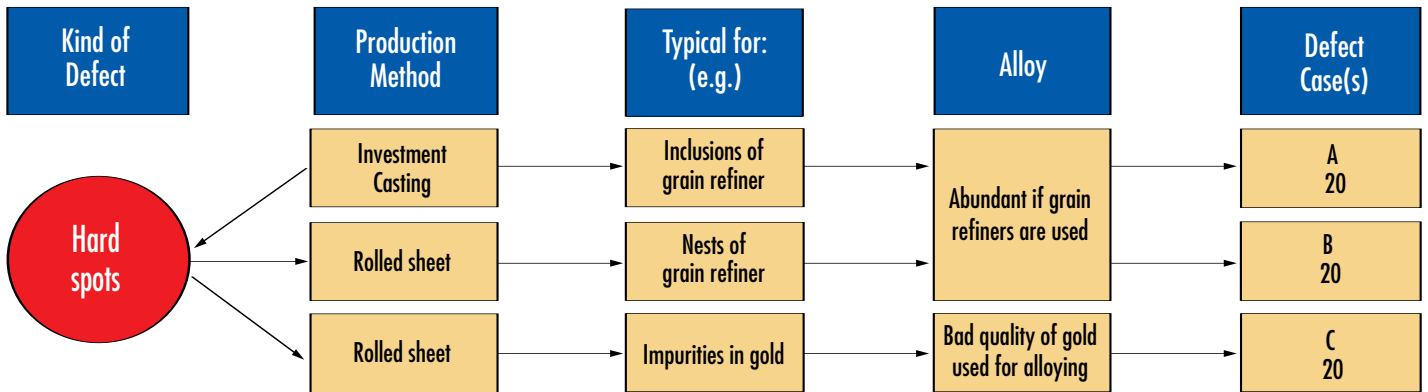 Kind of
Defect
Production
Method
Typical for:
(e.g.)
Alloy
Defect
Case(s)
Hard
spots
Investment
Casting
Inclusions of
grain refiner
Abundant if grain
refiners are used
A
20
Rolled sheet
Nests of
grain refiner
B
20
Rolled sheet
Impurities in gold
Bad quality of gold
used for alloying
C
20